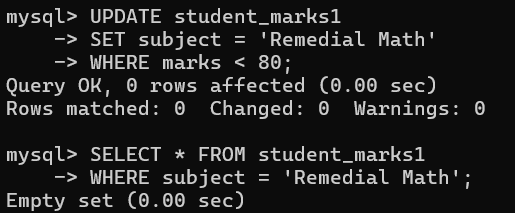 mysql> UPDATE student_marks1
    -> SET subject = 'Remedial Math'
    -> WHERE marks < 80;
Query OK, 0 rows affected (0.00 sec)
Rows matched: 0  Changed: 0  Warnings: 0

mysql> SELECT * FROM student_marks1
    -> WHERE subject = 'Remedial Math';
Empty set (0.00 sec)